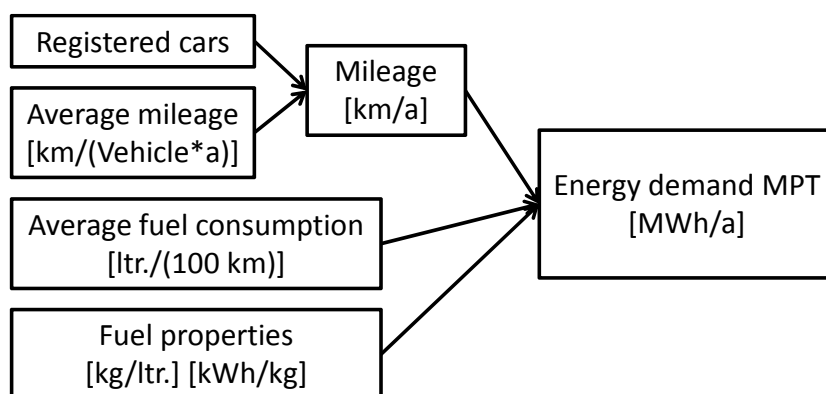 Registered cars
Average mileage
[km/(Vehicle*a)]
Mileage
[km/a]
Average fuel consumption
[ltr./(100 km)]
Fuel properties
[kg/ltr.] [kWh/kg]
Energy demand MPT
[MWh/a]